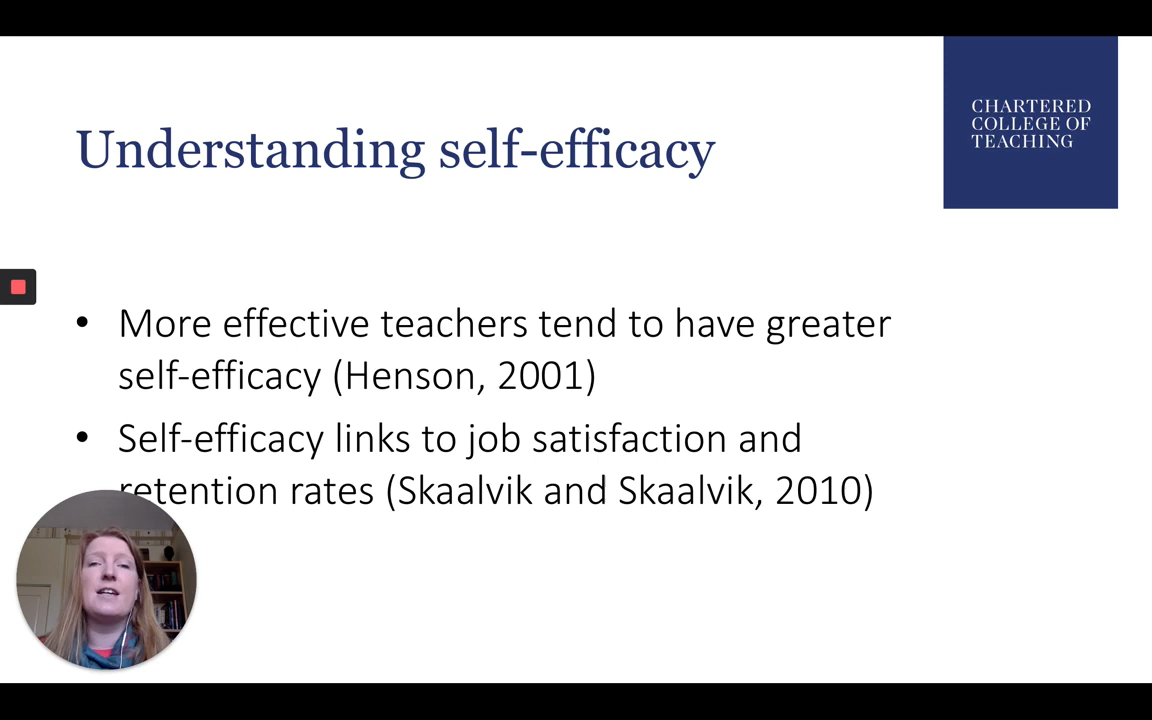 CHARTERED
COLLEGE OF
TEACHING
Understanding self-efficacy
• More effective teachers tend to have greater
self-efficacy (Henson, 2001)
• Self-efficacy links to job satisfaction and
retention rates (Skaalvik and Skaalvik, 2010)